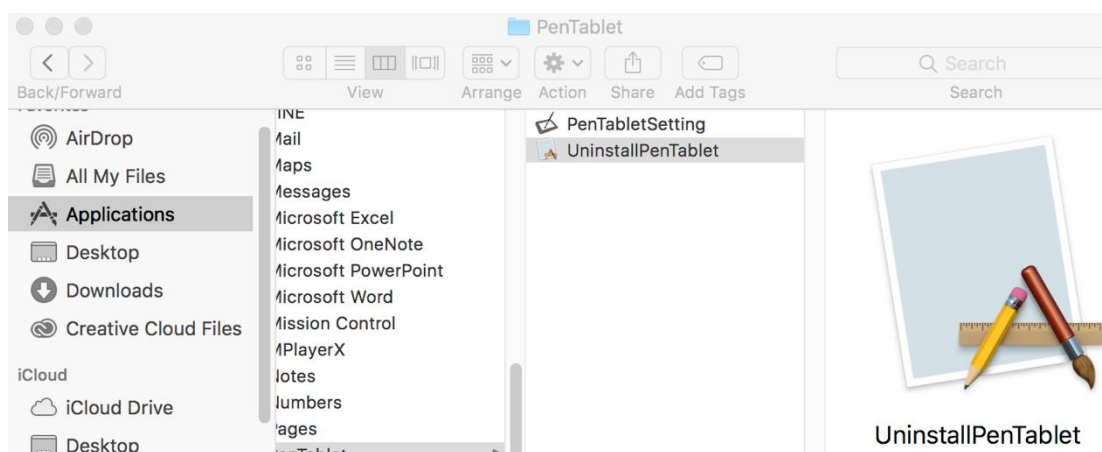 PenTablet
Back/Forward
View
Arrange
Action
Share
Add Tags
Search
Search
AirDrop
All My Files
Applications
Desktop
Downloads
Creative Cloud Files
iCloud
iCloud Drive
Desktop
Mail
Maps
Messages
Microsoft Excel
Microsoft OneNote
Microsoft PowerPoint
Microsoft Word
Mission Control
MPlayerX
Notes
Numbers
Pages
PenTablet
PenTabletSetting
UninstallPenTablet
UninstallPenTablet